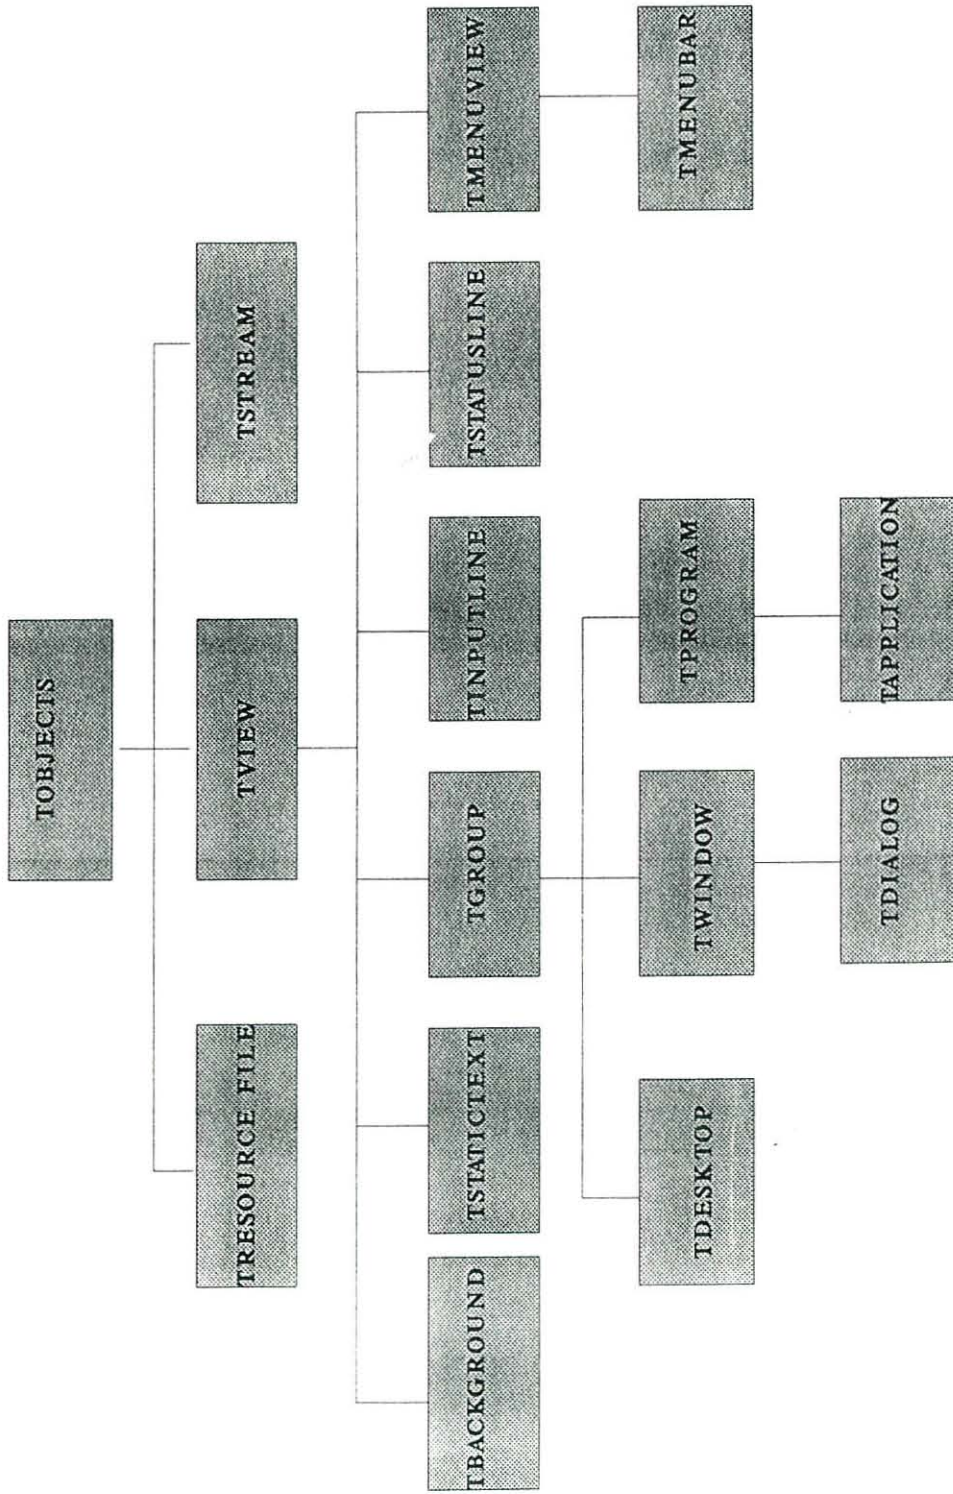 TOBJECTS
TRESOURCE FILE
TVIEW
TSTREAM
TBACKGROUND
TSTATICTEXT
TGROUP
TINPUTLINE
TSTATUSLINE
TMENUVIEW
TDESKTOP
TWINDOW
TPROGRAM
TMENUBAR
TDIALOG
TAPPLICATION